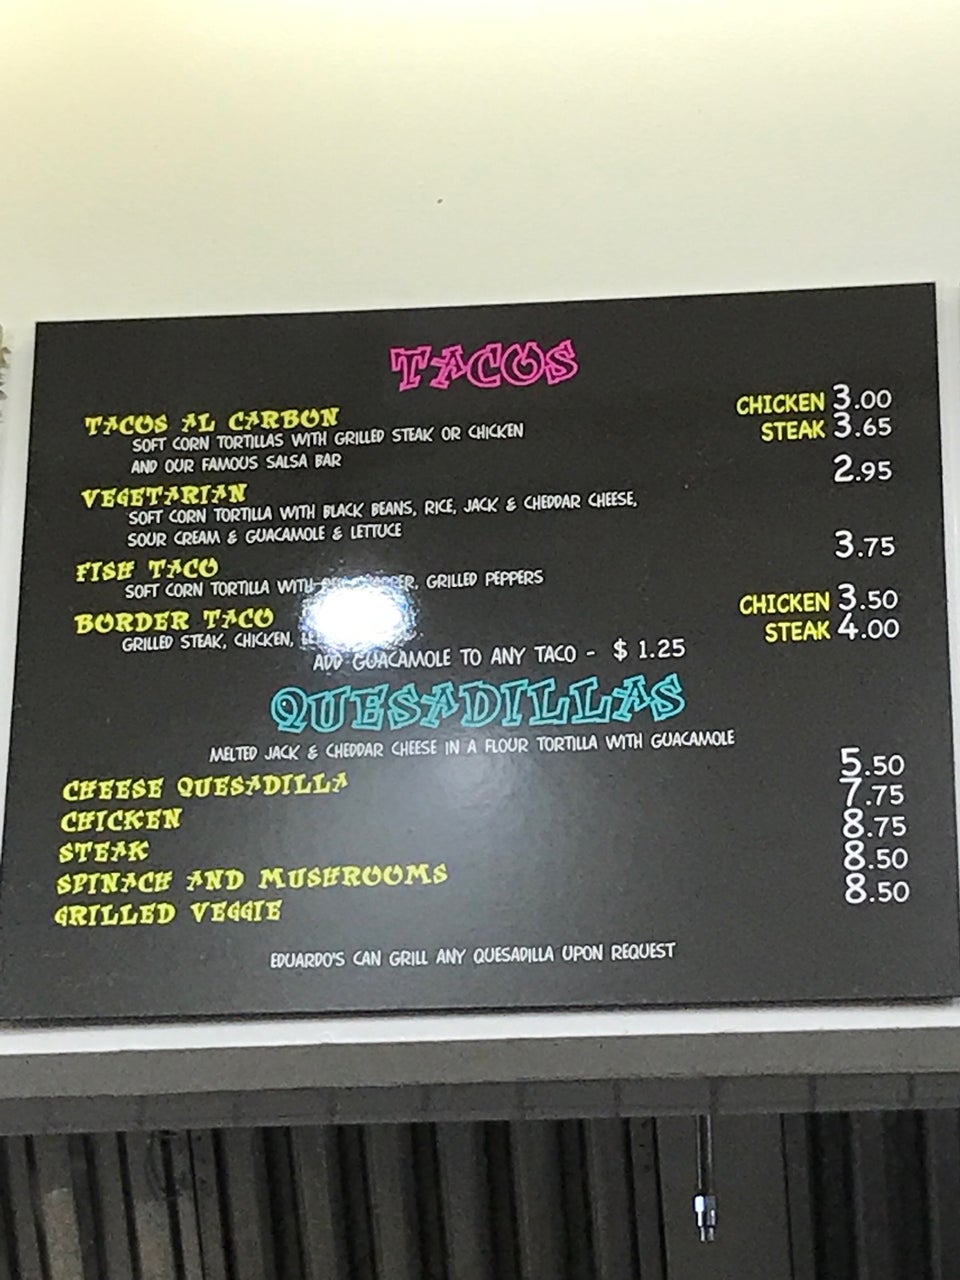 TACOS
TACOS AL CARBON CHICKEN 3.00
SOFT CORN TORTILLAS WITH GRILLED STEAK OR CHICKEN STEAK 3.65
AND OUR FAMOUS SALSA BAR
VEGETARIAN 2.95
SOFT CORN TORTILLA WITH BLACK BEANS, RICE, JACK & CHEDDAR CHEESE,
SOUR CREAM & GUACAMOLE & LETTUCE
FISH TACO 3.75
SOFT CORN TORTILLA WITH GRILLED PEPPERS
BORDER TACO CHICKEN 3.50
GRILLED STEAK, CHICKEN, STEAK 4.00
ADD GUACAMOLE TO ANY TACO - $ 1.25
QUESADILLAS
MELTED JACK & CHEDDAR CHEESE IN A FLOUR TORTILLA WITH GUACAMOLE
CHEESE QUESADILLA 5.50
CHICKEN 7.75
STEAK 8.75
SPINACH AND MUSHROOMS 8.50
GRILLED VEGGIE 8.50
EDUARDO'S CAN GRILL ANY QUESADILLA UPON REQUEST